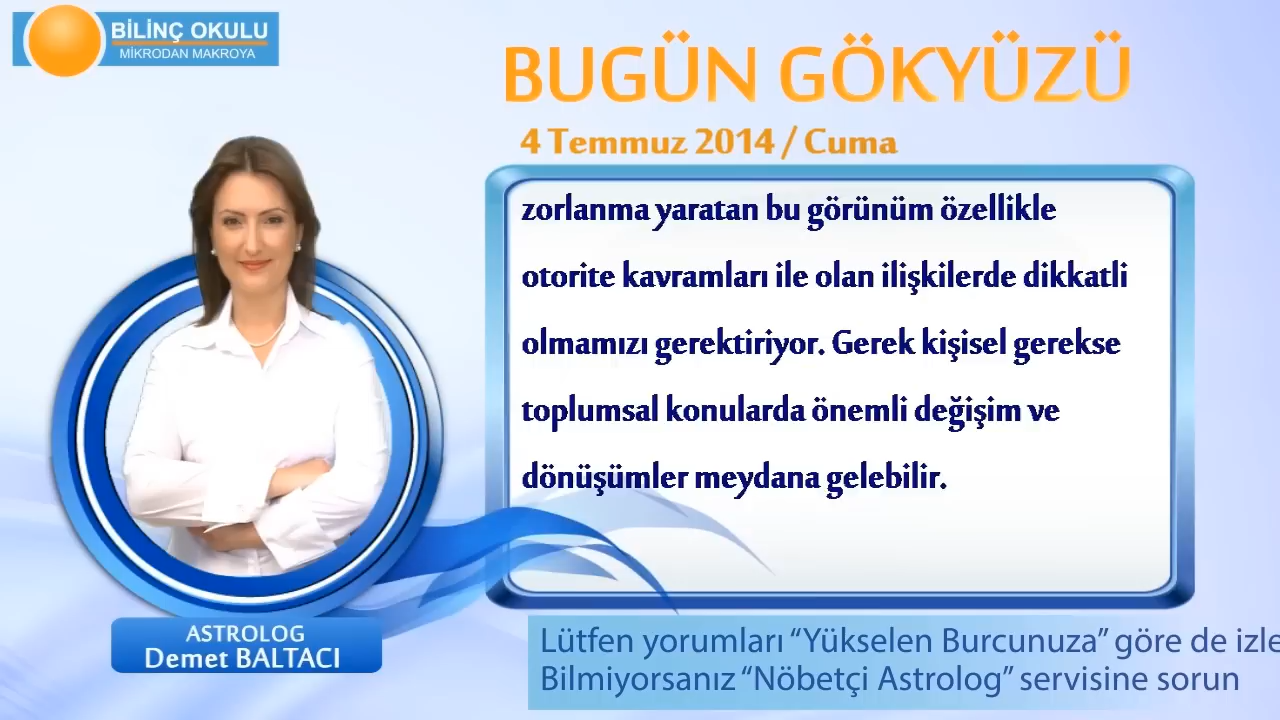 BİLİNÇ OKULU
MİKRODAN MAKROYA
BUGÜN GÖKYÜZÜ
4 Temmuz 2014 / Cuma
zorlanma yaratan bu görünüm özellikle
otorite kavramları ile olan ilişkilerde dikkatli
olmamızı gerektiriyor. Gerek kişisel gerekse
toplumsal konularda önemli değişim ve
dönüşümler meydana gelebilir.
ASTROLOG
Demet BALTACI
Lütfen yorumları “Yükselen Burcunuza” göre de izle
Bilmiyorsanız “Nöbetçi Astrolog” servisine sorun